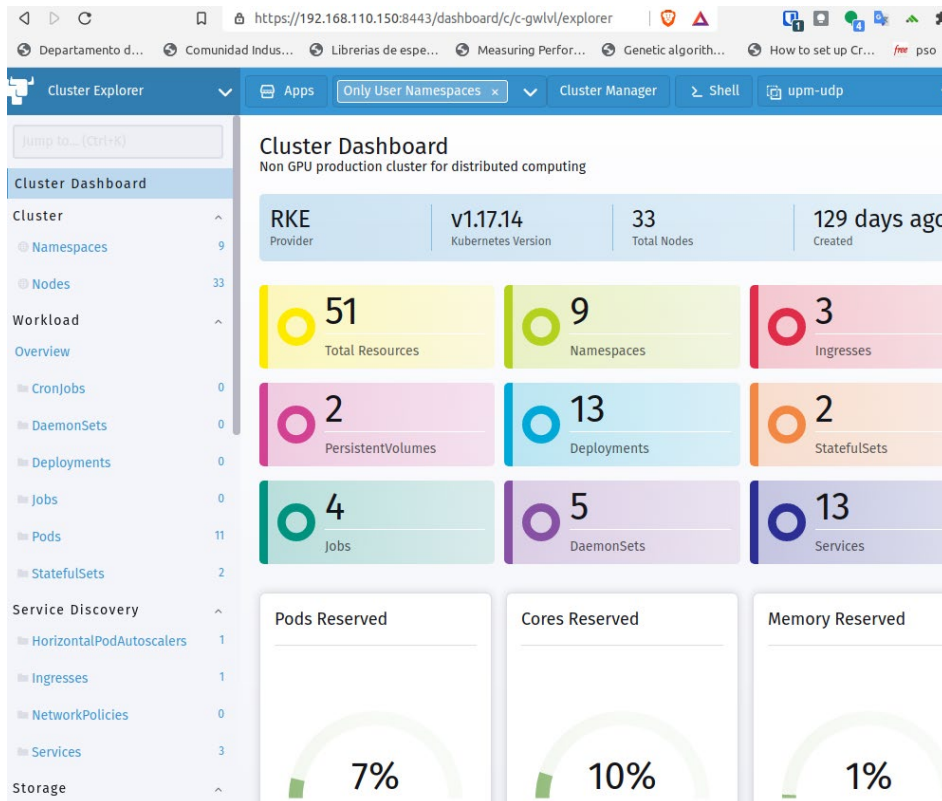 https://192.168.110.150:8443/dashboard/c/c-gwlvl/explorer
1
4
Departamento d...
Comunidad Indus...
Librerias de espe...
Measuring Perfor...
Genetic algorith...
How to set up Cr...
free pso
Cluster Explorer
Apps
Only User Namespaces ×
Cluster Manager
Shell
upm-udp
Jump to... (Ctrl+K)
Cluster Dashboard
Cluster
Namespaces 9
Nodes 33
Workload
Overview
CronJobs 0
DaemonSets 0
Deployments 0
Jobs 0
Pods 11
StatefulSets 2
Service Discovery
HorizontalPodAutoscalers 1
Ingresses 1
NetworkPolicies 0
Services 3
Storage
Cluster Dashboard
Non GPU production cluster for distributed computing
RKE
Provider
v1.17.14
Kubernetes Version
33
Total Nodes
129 days ago
Created
51
Total Resources
9
Namespaces
3
Ingresses
2
PersistentVolumes
13
Deployments
2
StatefulSets
4
Jobs
5
DaemonSets
13
Services
Pods Reserved
7%
Cores Reserved
10%
Memory Reserved
1%